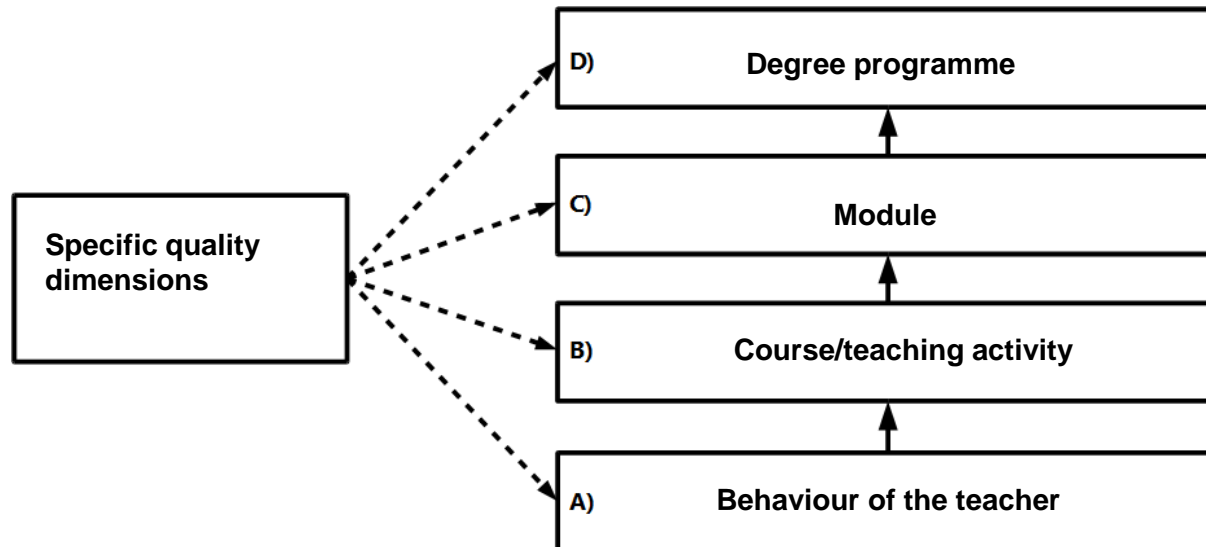 D) Degree programme
C) Module
Specific quality
dimensions
B) Course/teaching activity
A) Behaviour of the teacher